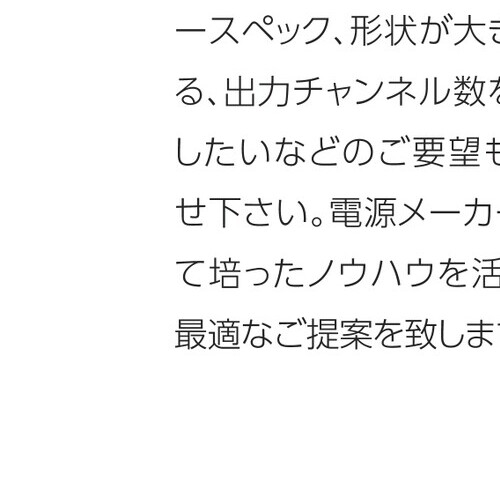 ースペック、形状が大き
る、出力チャンネル数を
したいなどのご要望も
せ下さい。電源メーカー
て培ったノウハウを活
最適なご提案を致しま